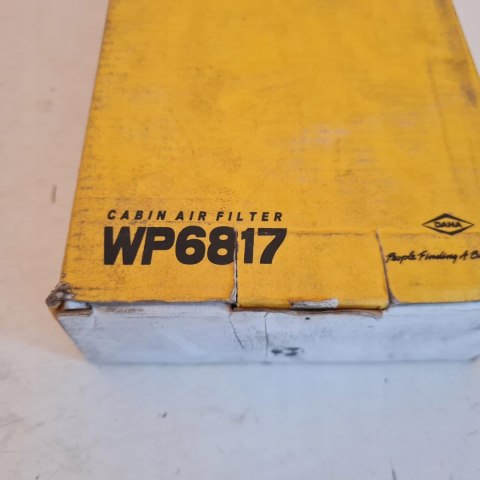 CABIN AIR FILTER
WP6817
DANA
People Finding A